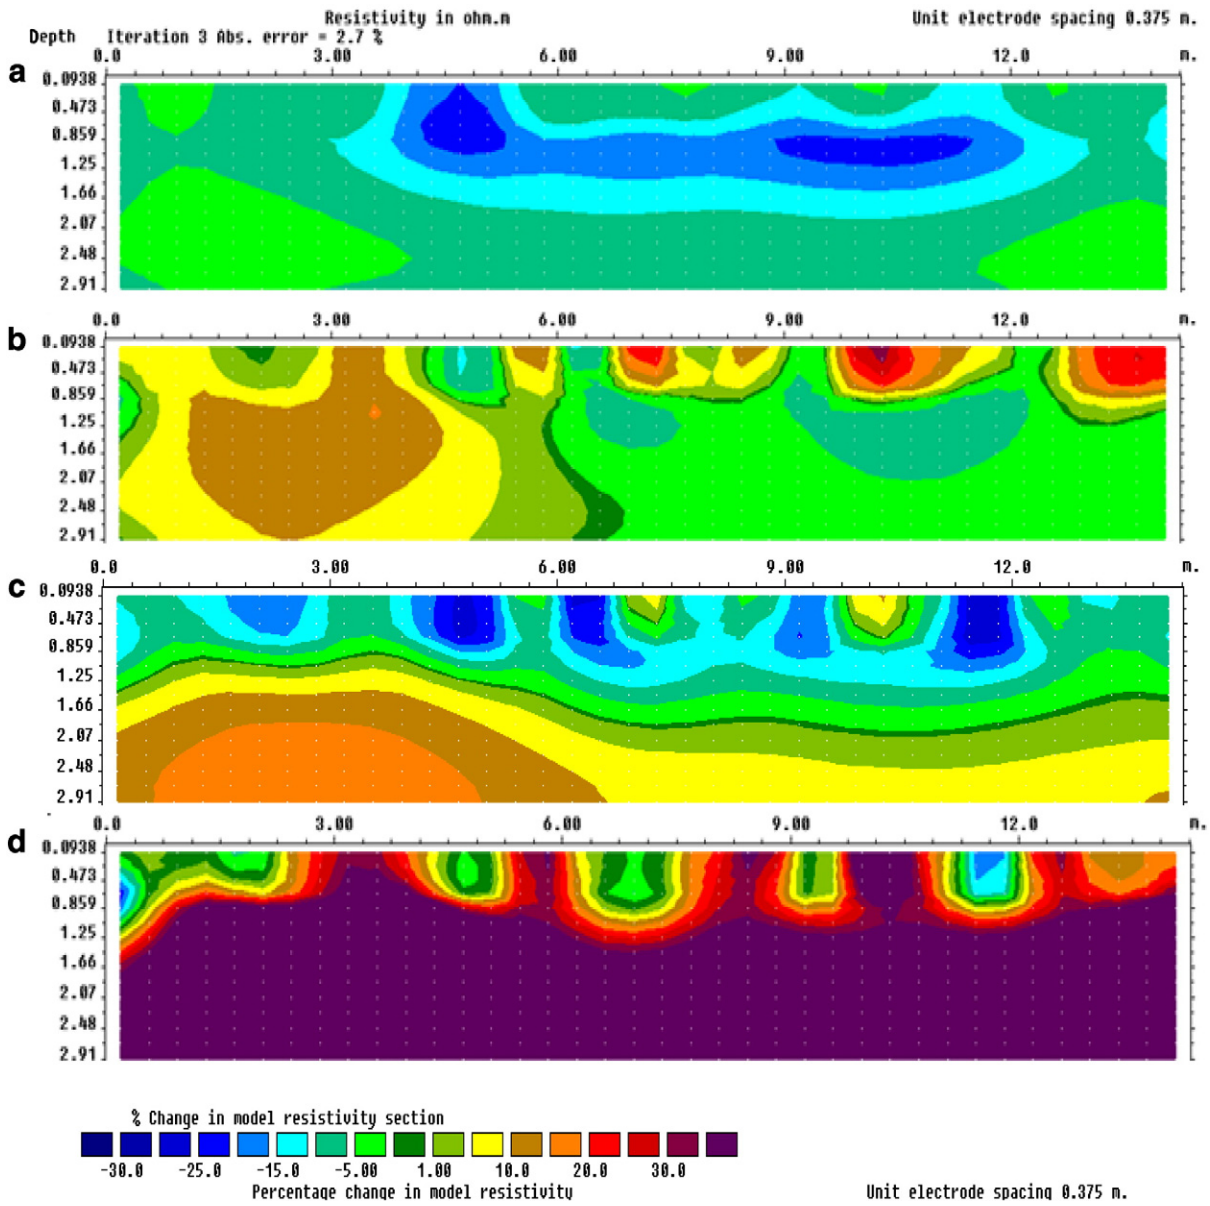 Resistivity in ohm.m Unit electrode spacing 0.375 m.
Depth Iteration 3 Abs. error = 2.7 %
0.0 3.00 6.00 9.00 12.0 m.
a
0.0938
0.473
0.859
1.25
1.66
2.07
2.48
2.91
0.0 3.00 6.00 9.00 12.0 m.
b
0.0938
0.473
0.859
1.25
1.66
2.07
2.48
2.91
0.0 3.00 6.00 9.00 12.0 m.
c
0.0938
0.473
0.859
1.25
1.66
2.07
2.48
2.91
0.0 3.00 6.00 9.00 12.0 m.
d
0.0938
0.473
0.859
1.25
1.66
2.07
2.48
2.91
% Change in model resistivity section
-30.0 -25.0 -15.0 -5.00 1.00 10.0 20.0 30.0
Percentage change in model resistivity Unit electrode spacing 0.375 m.